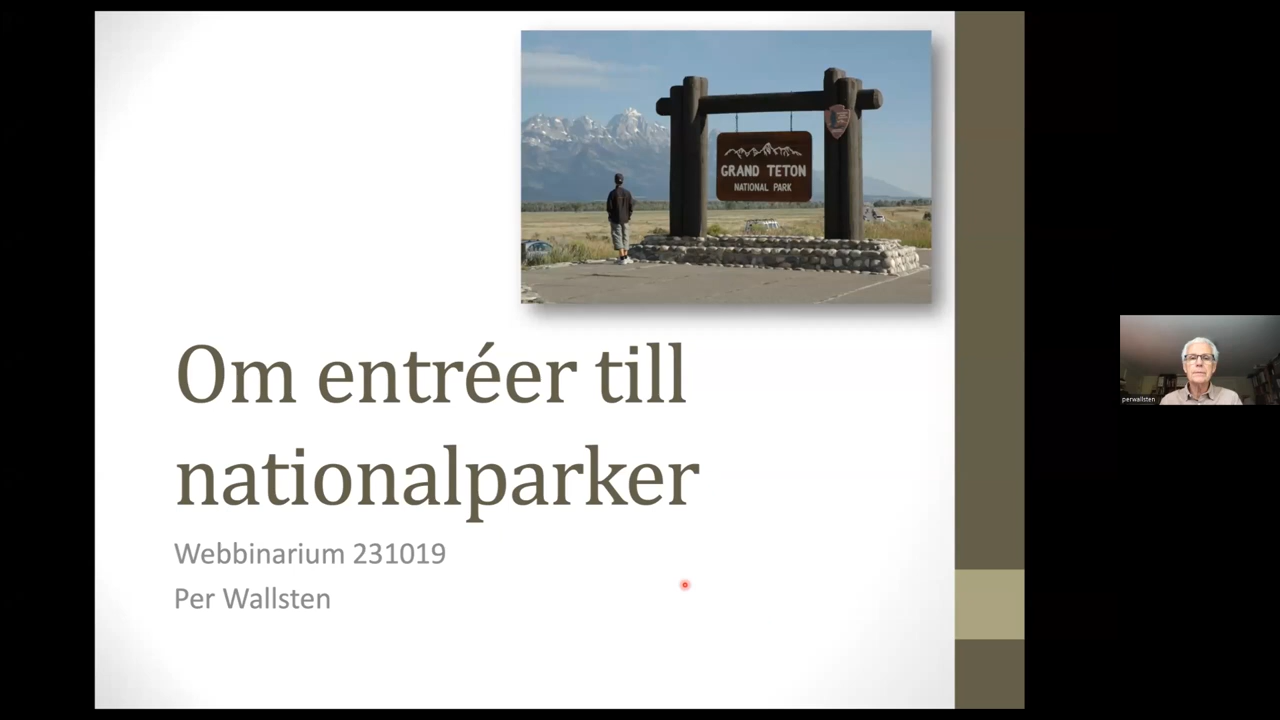 GRAND TETON
NATIONAL PARK
Om entréer till
nationalparker
Webbinarium 231019
Per Wallsten
perwallsten